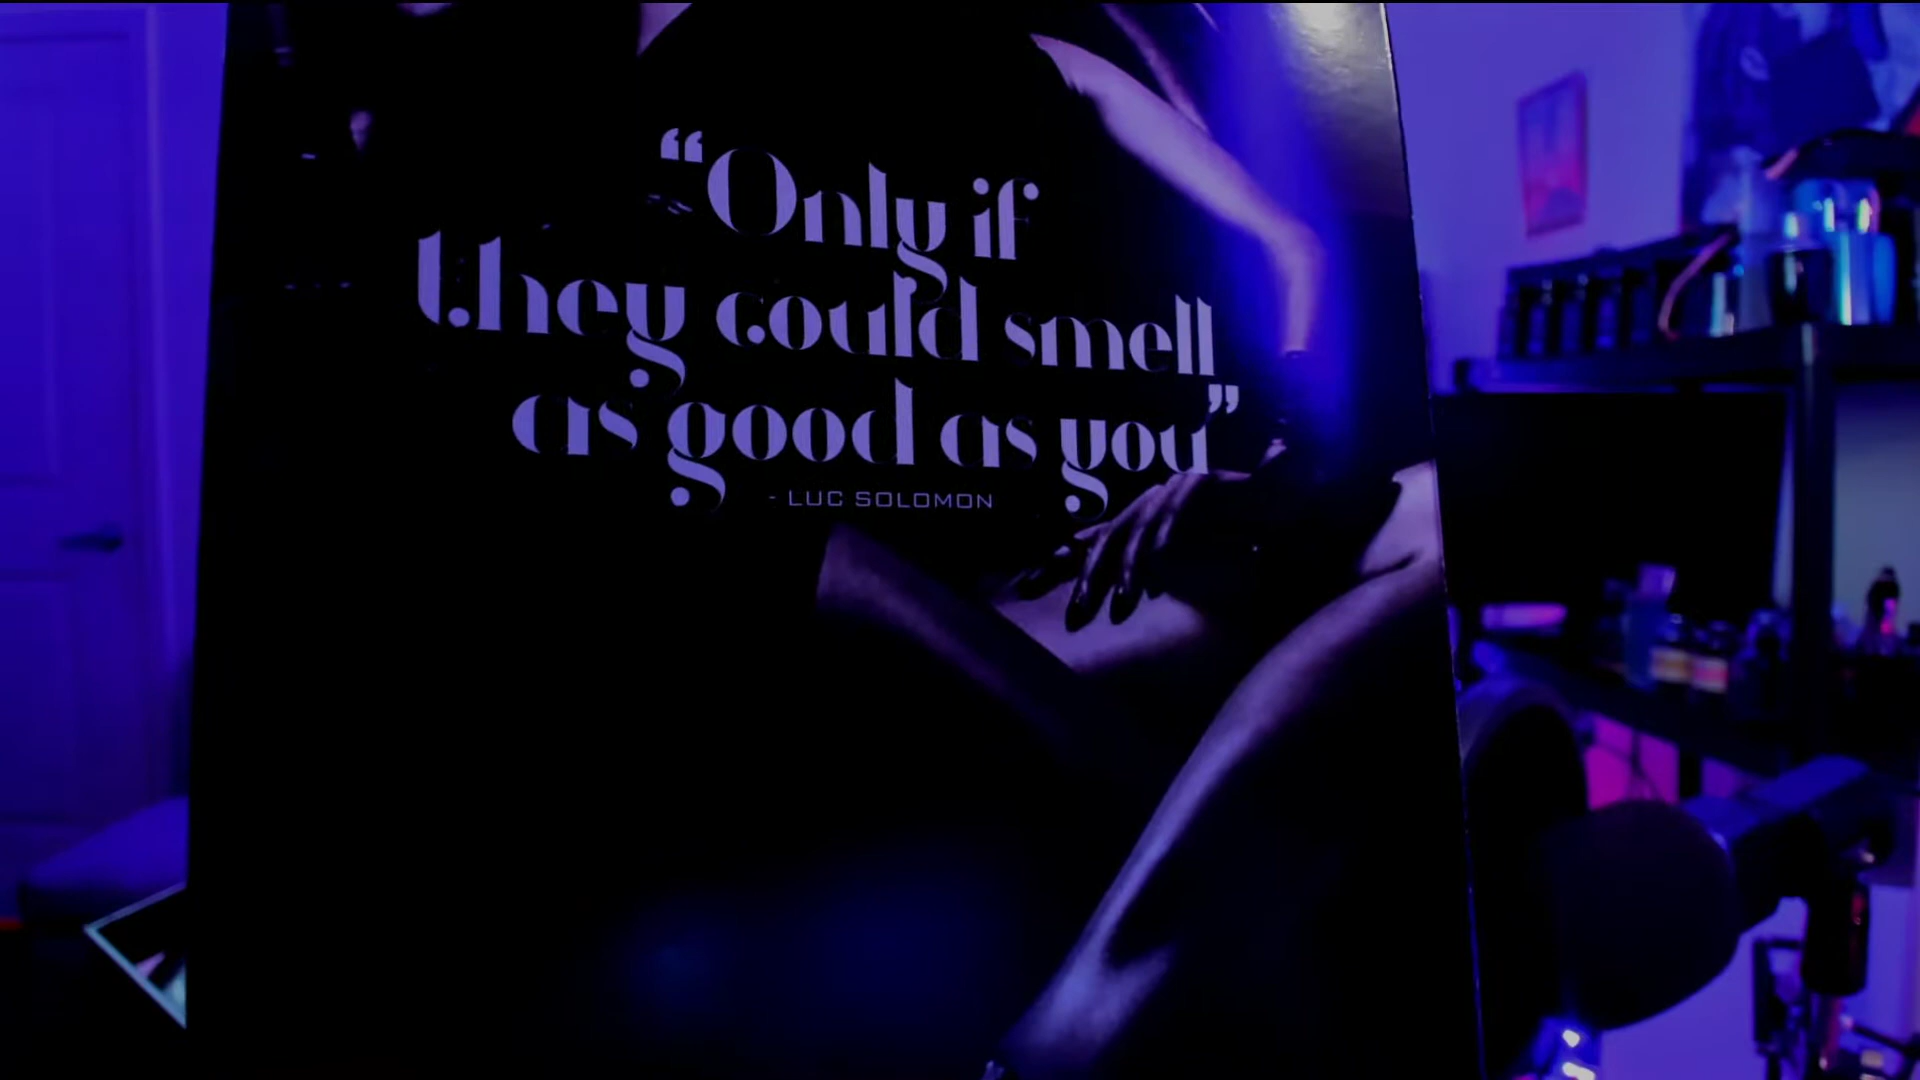 “Only if
they could smell
as good as you”
- LUC SOLOMON